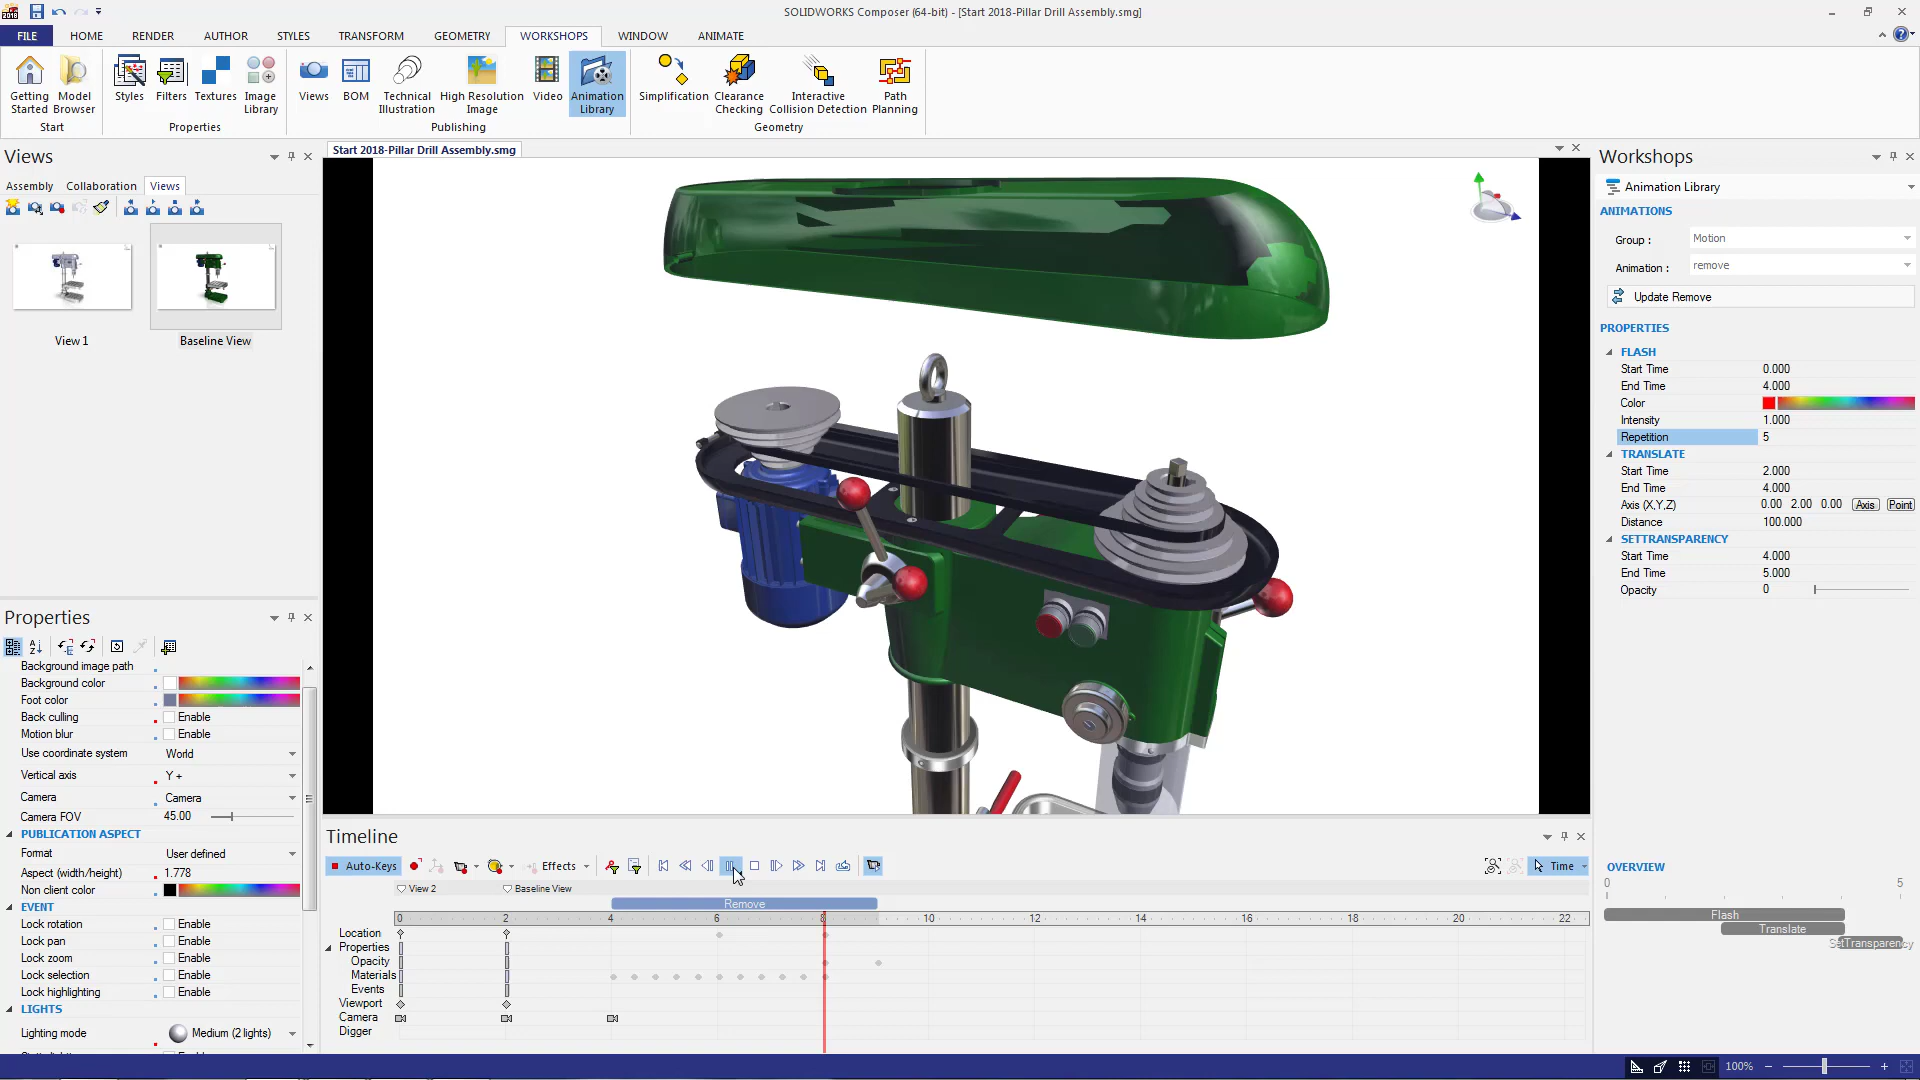 SOLIDWORKS Composer (64-bit) - [Start 2018-Pillar Drill Assembly.smg]
FILE HOME RENDER AUTHOR STYLES TRANSFORM GEOMETRY WORKSHOPS WINDOW ANIMATE
Getting Started Model Browser Styles Filters Textures Image Library Views BOM Technical Illustration High Resolution Image Video Animation Library Simplification Clearance Checking Interactive Collision Detection Path Planning
Start Properties Publishing Geometry
Views
Assembly Collaboration Views
View 1 Baseline View
Start 2018-Pillar Drill Assembly.smg
Properties
Background image path
Background color
Foot color
Back culling Enable
Motion blur Enable
Use coordinate system World
Vertical axis Y +
Camera Camera
Camera FOV 45.00
PUBLICATION ASPECT
Format User defined
Aspect (width/height) 1.778
Non client color
EVENT
Lock rotation Enable
Lock pan Enable
Lock zoom Enable
Lock selection Enable
Lock highlighting Enable
LIGHTS
Lighting mode Medium (2 lights)
Timeline
Auto-Keys Effects Time
View 2 Baseline View
Remove
0 2 4 6 8 10 12 14 16 18 20 22
Location
Properties
Opacity
Materials
Events
Viewport
Camera
Digger
Workshops
Animation Library
ANIMATIONS
Group : Motion
Animation : remove
Update Remove
PROPERTIES
FLASH
Start Time 0.000
End Time 4.000
Color
Intensity 1.000
Repetition 5
TRANSLATE
Start Time 2.000
End Time 4.000
Axis (X,Y,Z) 0.00 2.00 0.00 Axis Point
Distance 100.000
SETTRANSPARENCY
Start Time 4.000
End Time 5.000
Opacity 0
OVERVIEW
0 5
Flash
Translate
SetTransparency
100%